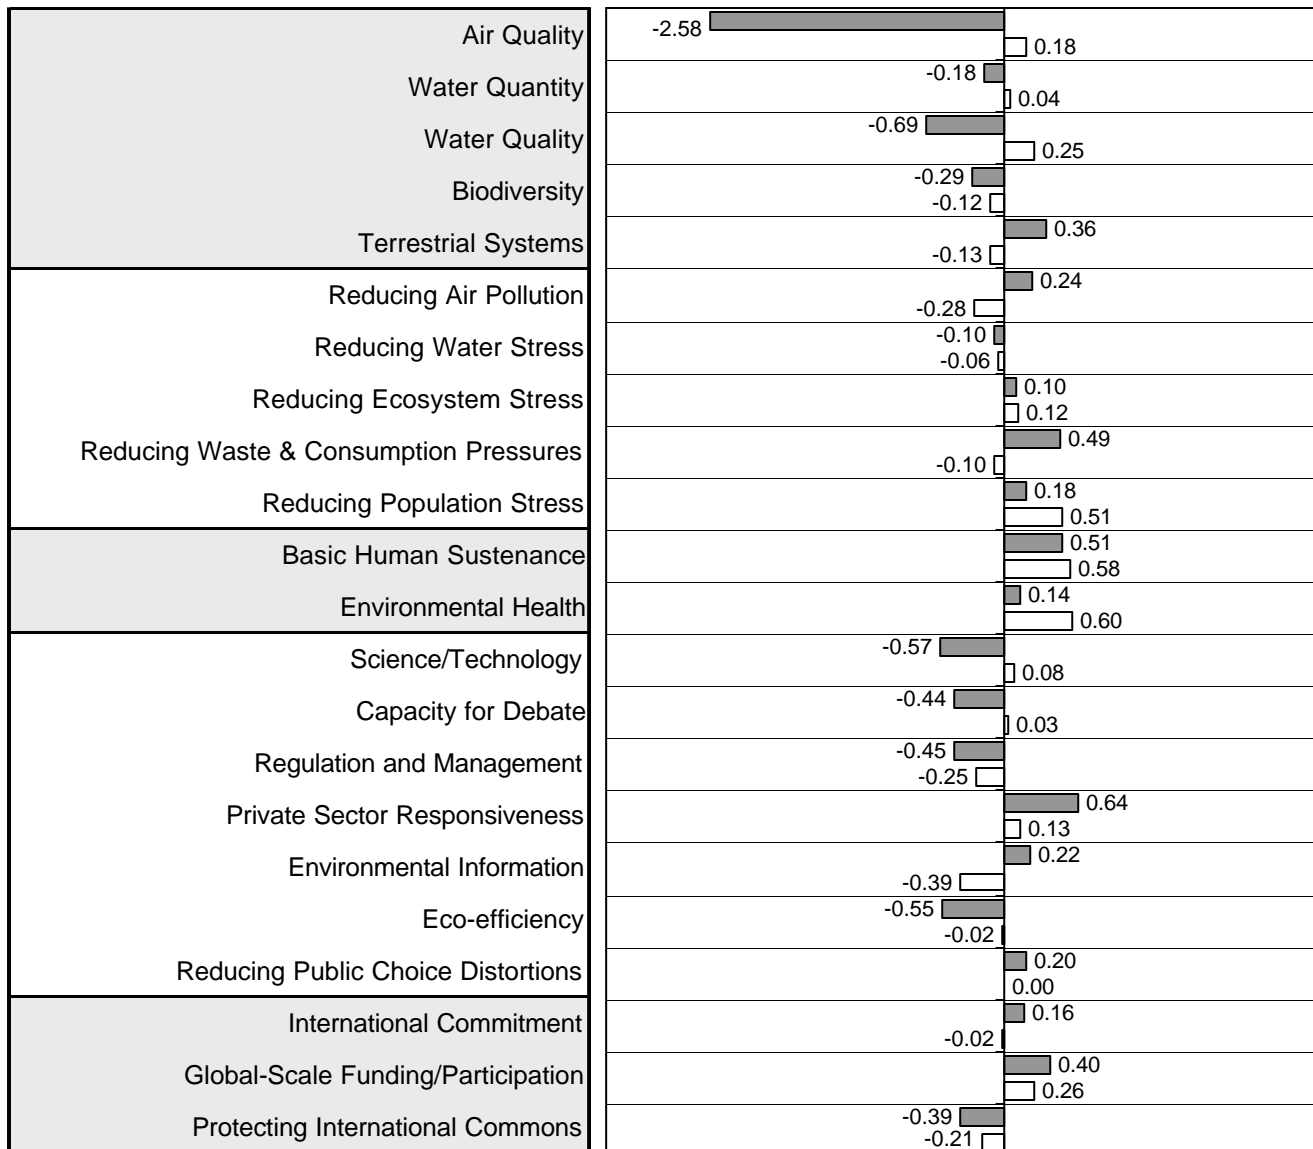 Air Quality
-2.58
0.18
Water Quantity
-0.18
0.04
Water Quality
-0.69
0.25
Biodiversity
-0.29
-0.12
Terrestrial Systems
0.36
-0.13
Reducing Air Pollution
0.24
-0.28
Reducing Water Stress
-0.10
-0.06
Reducing Ecosystem Stress
0.10
0.12
Reducing Waste & Consumption Pressures
0.49
-0.10
Reducing Population Stress
0.18
0.51
Basic Human Sustenance
0.51
0.58
Environmental Health
0.14
0.60
Science/Technology
-0.57
0.08
Capacity for Debate
-0.44
0.03
Regulation and Management
-0.45
-0.25
Private Sector Responsiveness
0.64
0.13
Environmental Information
0.22
-0.39
Eco-efficiency
-0.55
-0.02
Reducing Public Choice Distortions
0.20
0.00
International Commitment
0.16
-0.02
Global-Scale Funding/Participation
0.40
0.26
Protecting International Commons
-0.39
-0.21